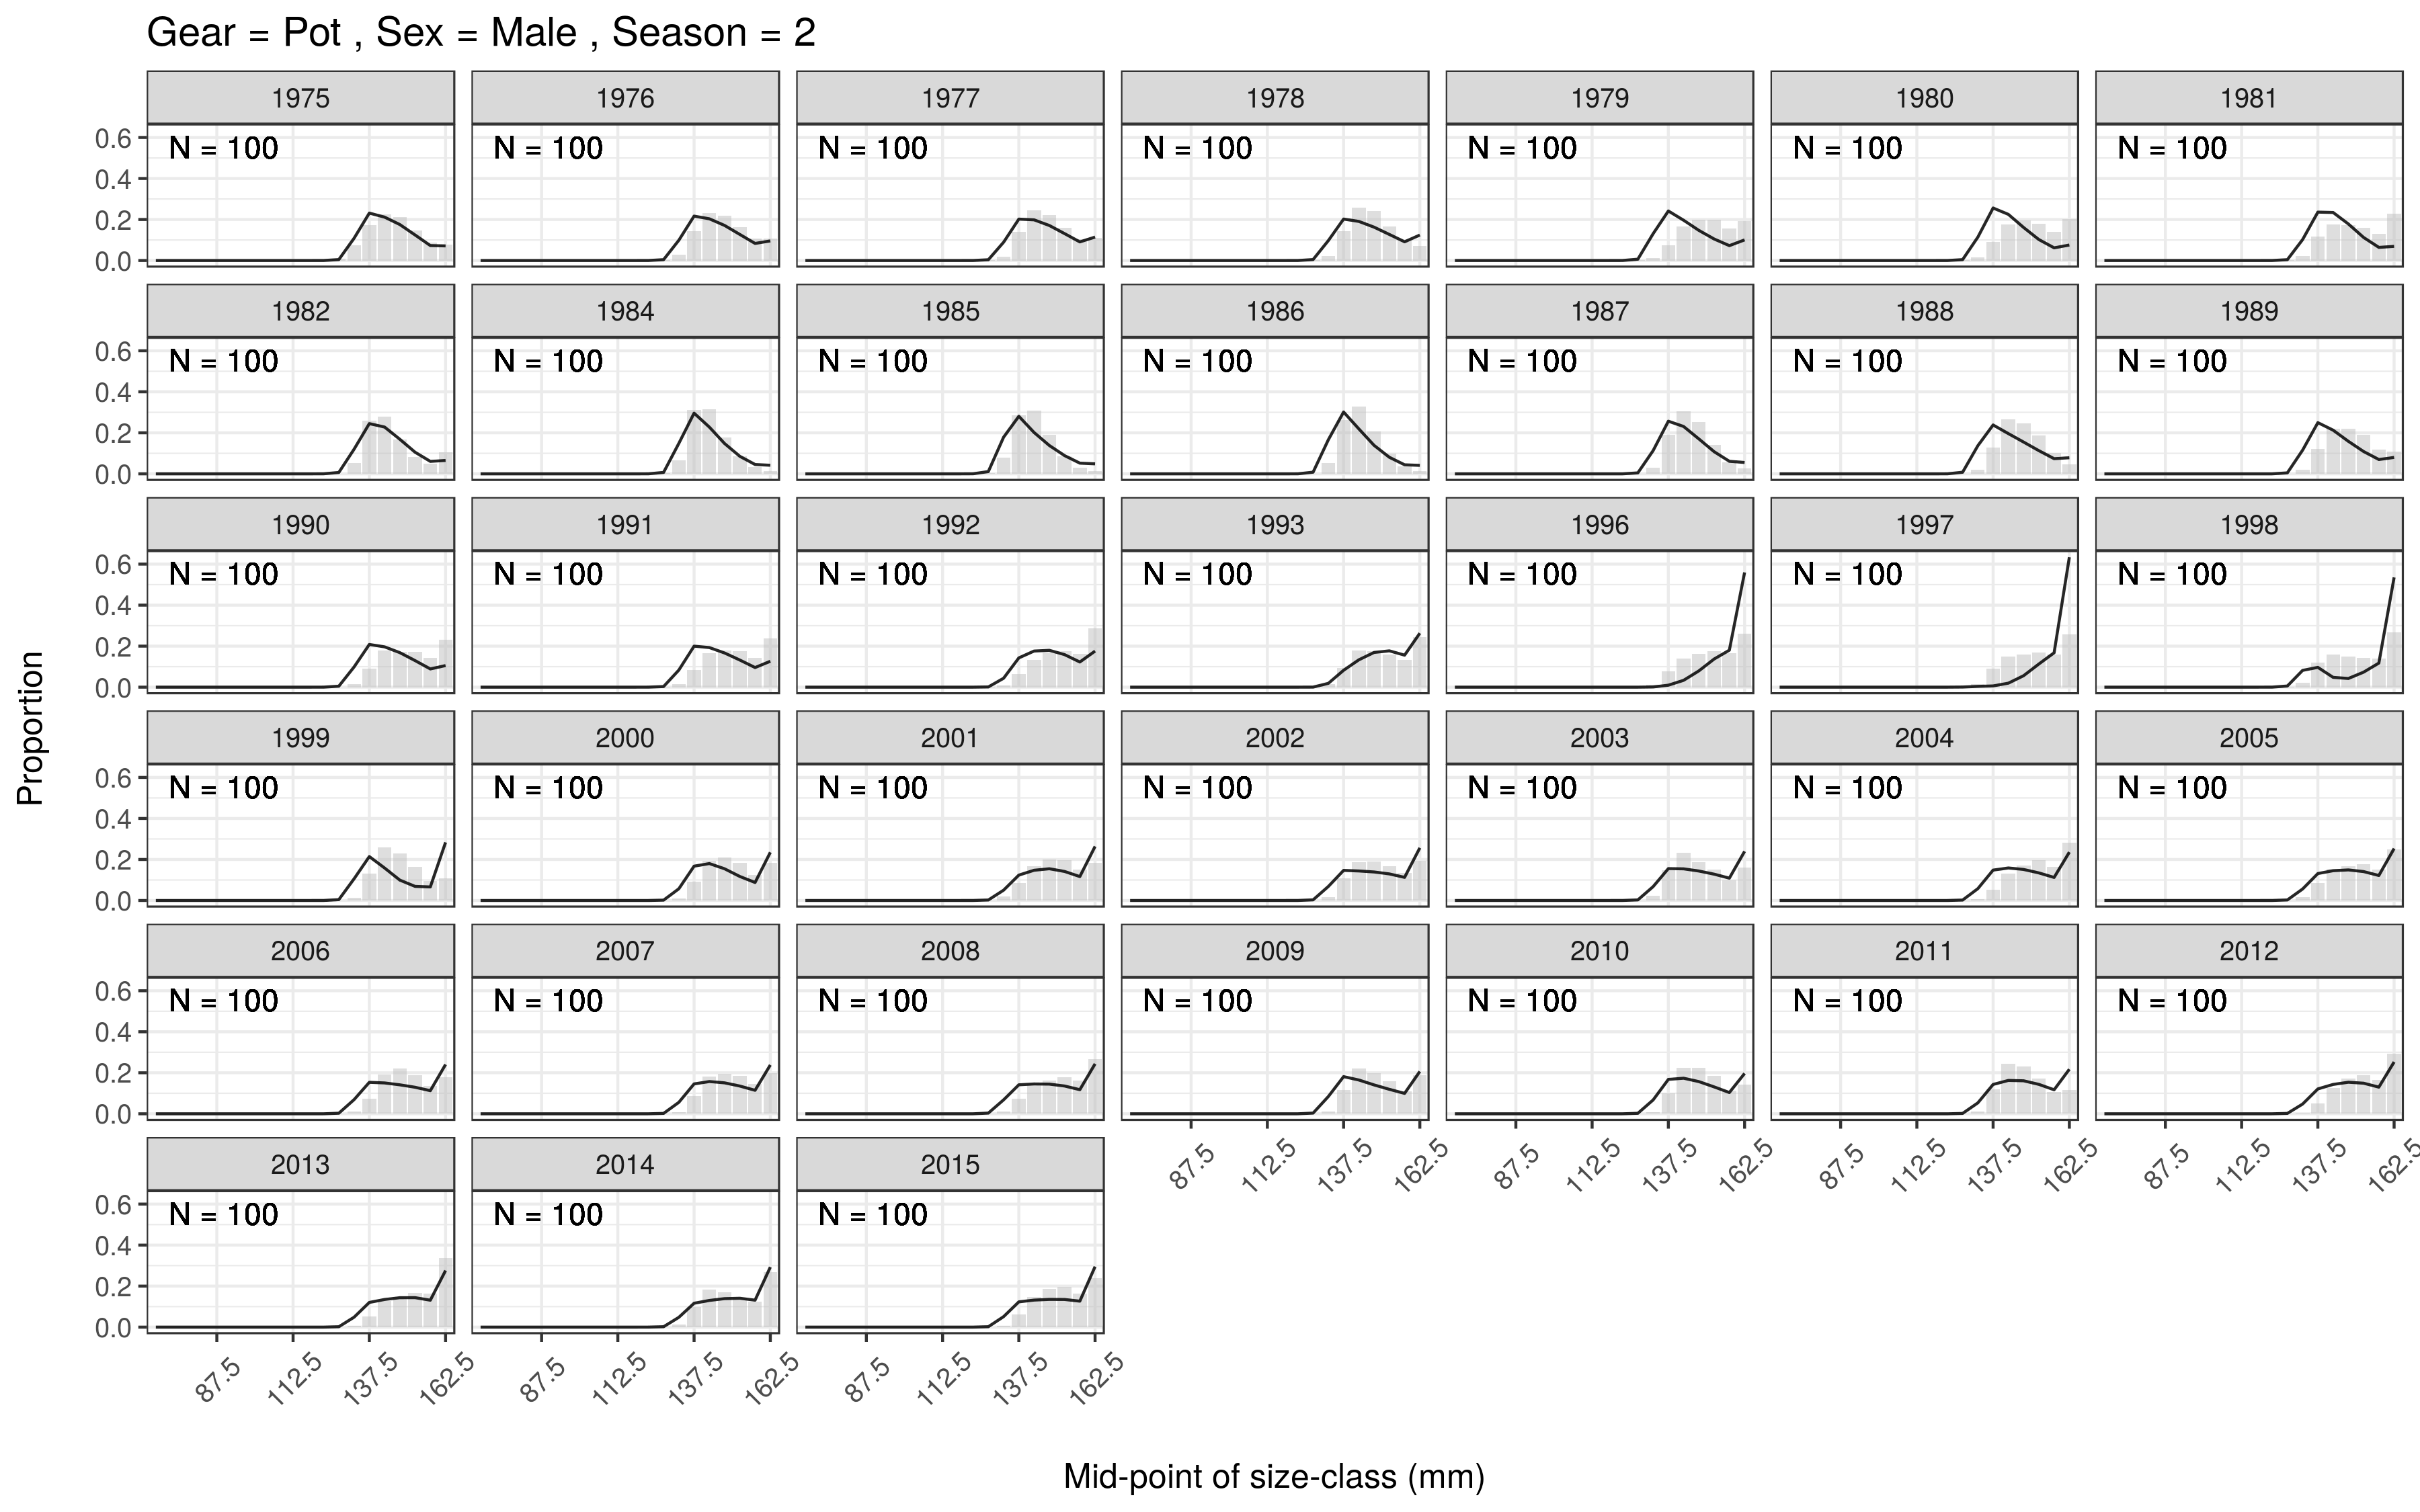 Gear = Pot , Sex = Male , Season = 2
1975 1976 1977 1978 1979 1980 1981
0.6 N = 100 N = 100 N = 100 N = 100 N = 100 N = 100 N = 100
0.4
0.2
0.0
1982 1984 1985 1986 1987 1988 1989
0.6 N = 100 N = 100 N = 100 N = 100 N = 100 N = 100 N = 100
0.4
0.2
0.0
1990 1991 1992 1993 1996 1997 1998
0.6 N = 100 N = 100 N = 100 N = 100 N = 100 N = 100 N = 100
0.4
0.2
0.0
Proportion
1999 2000 2001 2002 2003 2004 2005
0.6 N = 100 N = 100 N = 100 N = 100 N = 100 N = 100 N = 100
0.4
0.2
0.0
2006 2007 2008 2009 2010 2011 2012
0.6 N = 100 N = 100 N = 100 N = 100 N = 100 N = 100 N = 100
0.4
0.2
0.0
87.5 112.5 137.5 162.5 87.5 112.5 137.5 162.5 87.5 112.5 137.5 162.5 87.5 112.5 137.5 162.5
2013 2014 2015
0.6 N = 100 N = 100 N = 100
0.4
0.2
0.0
87.5 112.5 137.5 162.5 87.5 112.5 137.5 162.5 87.5 112.5 137.5 162.5
Mid-point of size-class (mm)